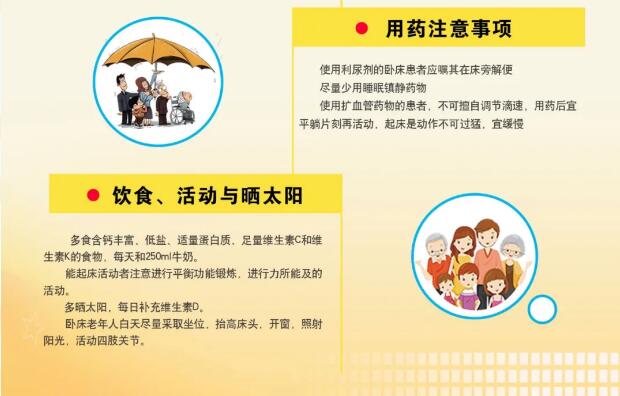 用药注意事项
使用利尿剂的卧床患者应嘱其在床旁解便
尽量少用睡眠镇静药物
使用扩血管药物的患者，不可擅自调节滴速，用药后宜
平躺片刻再活动，起床是动作不可过猛，宜缓慢
饮食、活动与晒太阳
多食含钙丰富，低盐、适量蛋白质，足量维生素C和维
生素K的食物，每天和250ml牛奶。
能起床活动者注意进行平衡功能锻炼，进行力所能及的
活动。
多晒太阳，每日补充维生素D。
卧床老年人白天尽量采取坐位，抬高床头，开窗，照射
阳光，活动四肢关节。